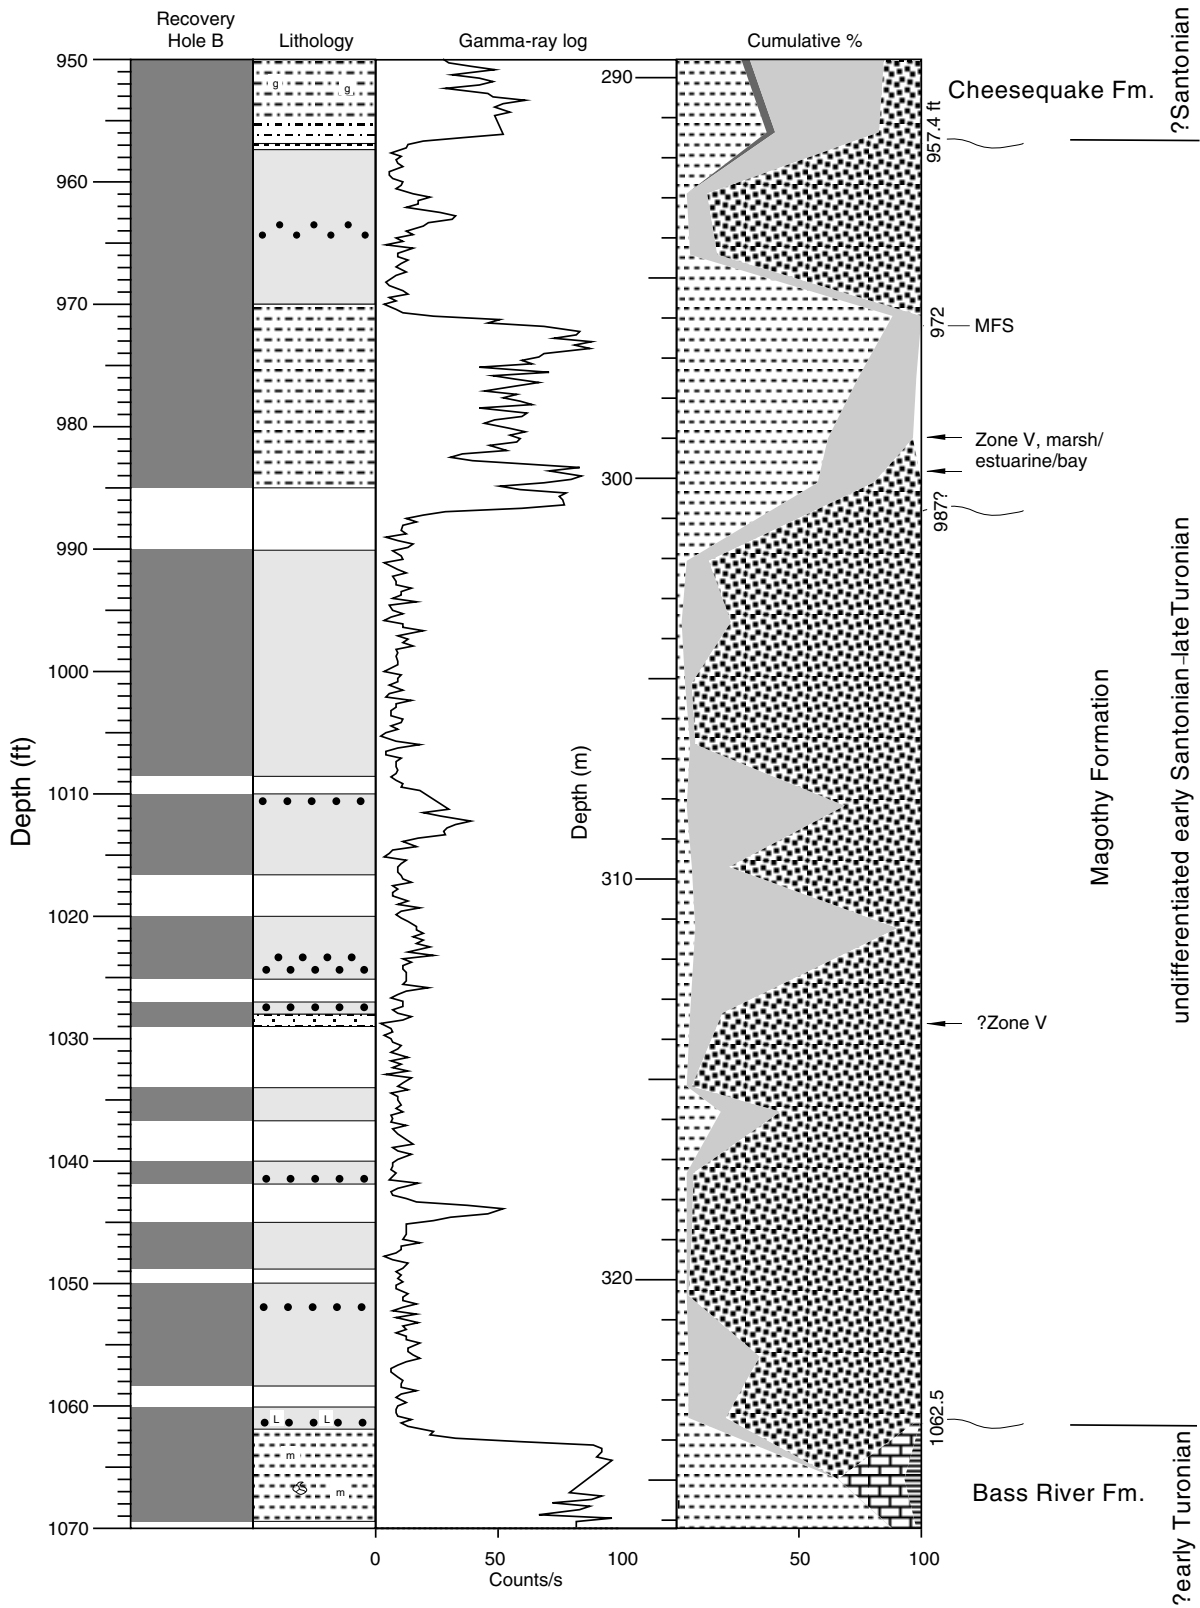 Recovery
Hole B
Lithology
Gamma-ray log
Cumulative %
Depth (ft)
950
960
970
980
990
1000
1010
1020
1030
1040
1050
1060
1070
g
g
L
L
m
m
0
50
100
Counts/s
Depth (m)
290
300
310
320
50
100
957.4 ft
972
MFS
Zone V, marsh/
estuarine/bay
987?
?Zone V
1062.5
Cheesequake Fm.
Magothy Formation
Bass River Fm.
?Santonian
undifferentiated early Santonian-lateTuronian
?early Turonian